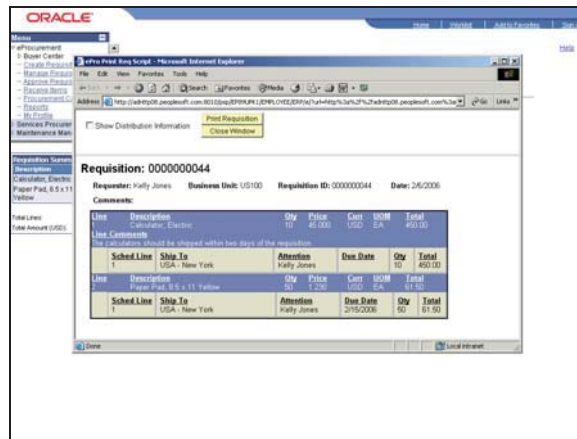 ORACLE
Home | Worklist | Add to Favorites | Sign
Menu
Help
eProcurement
Buyer Center
Create Requisit
Manage Requis
Approve Requis
Receive Items
Procurement C
Reports
My Profile
Services Procurer
Maintenance Man
Requisition Summ
Description
Calculator, Electric
Paper Pad, 8.5 x 11
Yellow
Total Lines
Total Amount (USD)
ePro Print Req Script - Microsoft Internet Explorer
File Edit View Favorites Tools Help
Search Favorites Media
Address Go Links
Show Distribution Information
Print Requisition
Close Window
Requisition: 0000000044
Requester: Kelly Jones Business Unit: US100 Requisition ID: 0000000044 Date: 2/6/2006
Comments:
Line Description Qty Price Curr UOM Total
1 Calculator, Electric 10 45.000 USD EA 450.00
Line Comments
The calculators should be shipped within two days of the requisition.
Sched Line Ship To Attention Due Date Qty Total
1 USA - New York Kelly Jones 10 450.00
Line Description Qty Price Curr UOM Total
2 Paper Pad, 8.5 x 11 Yellow 50 1.230 USD EA 61.50
Sched Line Ship To Attention Due Date Qty Total
1 USA - New York Kelly Jones 2/15/2006 50 61.50
Done
Local intranet